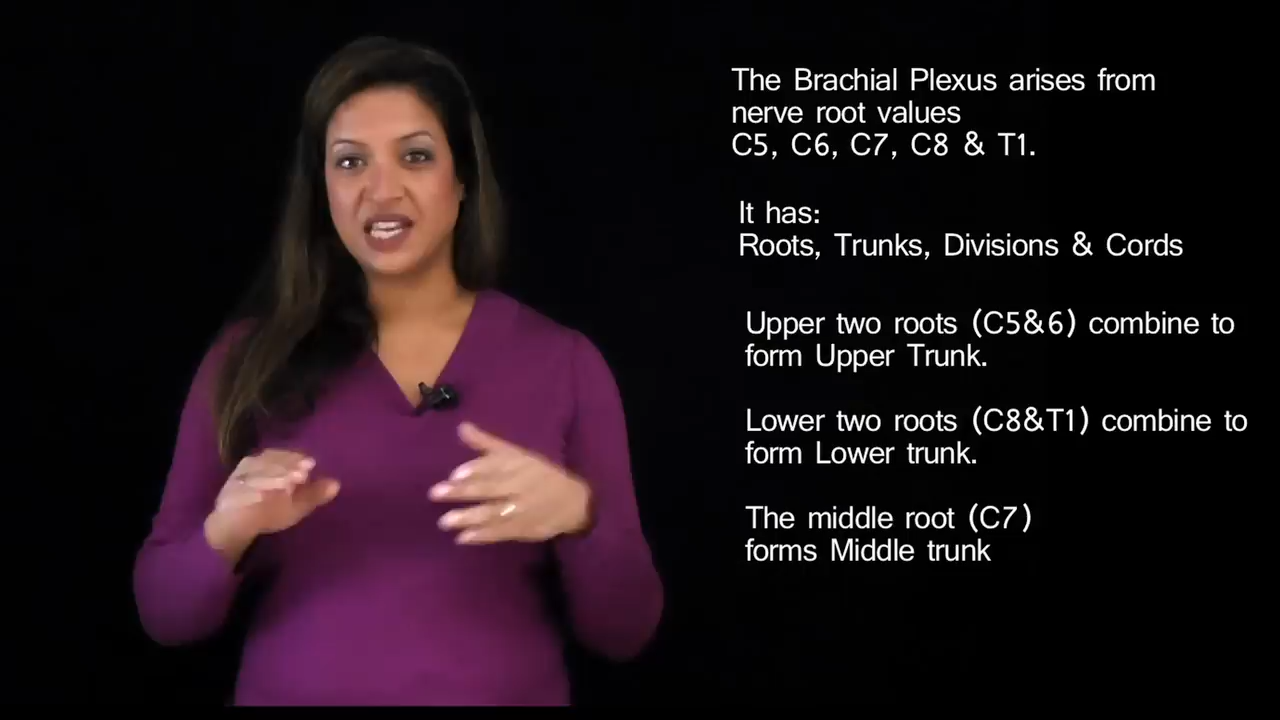 The Brachial Plexus arises from
nerve root values
C5, C6, C7, C8 & T1.
It has:
Roots, Trunks, Divisions & Cords
Upper two roots (C5&6) combine to
form Upper Trunk.
Lower two roots (C8&T1) combine to
form Lower trunk.
The middle root (C7)
forms Middle trunk